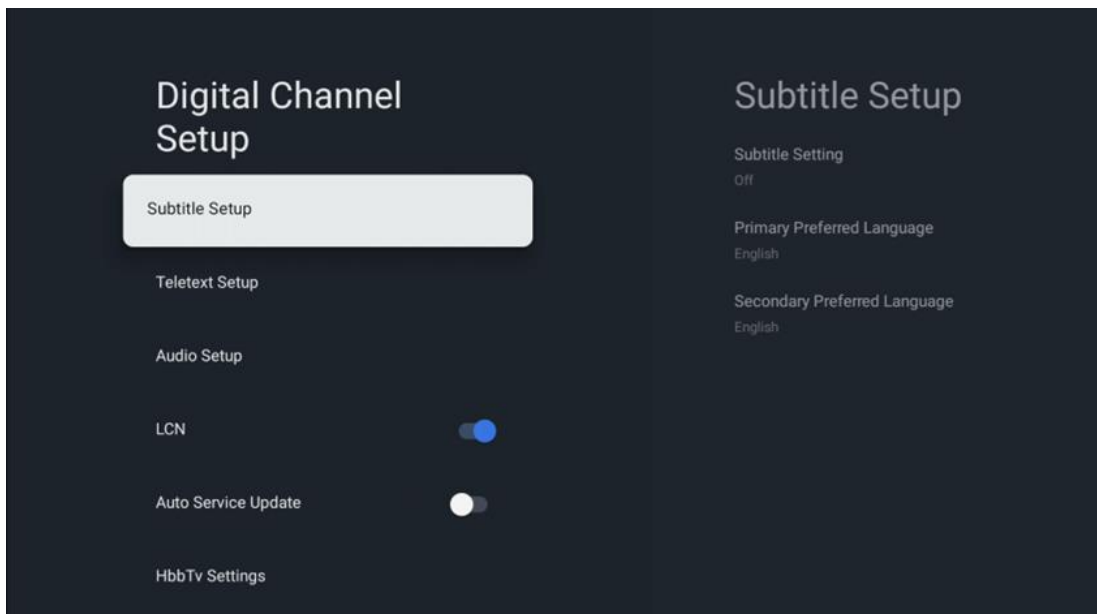 Digital Channel
Setup
Subtitle Setup
Teletext Setup
Audio Setup
LCN
Auto Service Update
HbbTv Settings
Subtitle Setup
Subtitle Setting
Off
Primary Preferred Language
English
Secondary Preferred Language
English